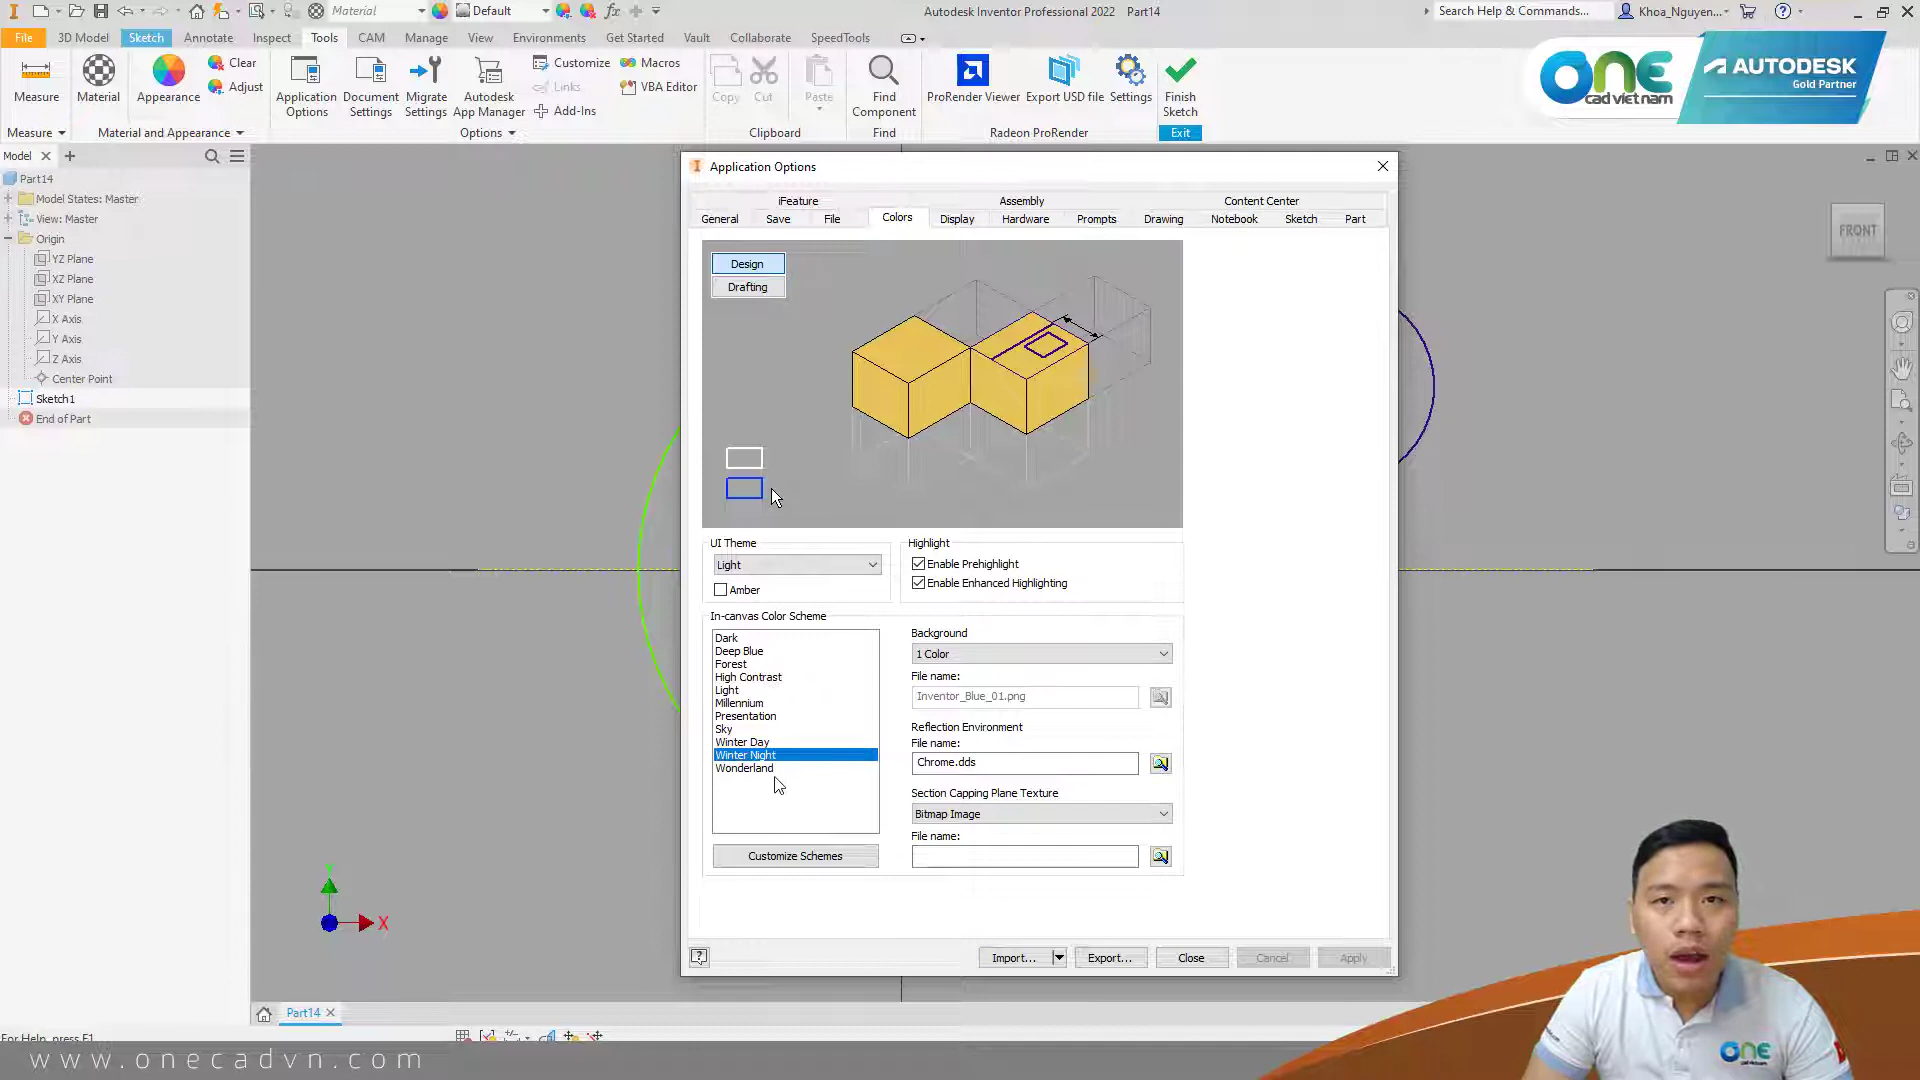 Material
Default
Autodesk Inventor Professional 2022 Part14
Search Help & Commands...
Khoa_Nguyen...
File 3D Model Sketch Annotate Inspect Tools CAM Manage View Environments Get Started Vault Collaborate SpeedTools
Measure
Material
Appearance
Clear
Adjust
Application Options
Document Settings
Migrate Settings
Autodesk App Manager
Customize
Links
Add-Ins
Macros
VBA Editor
Copy
Cut
Paste
Find Component
ProRender Viewer
Export USD file
Settings
Finish Sketch
Measure
Material and Appearance
Options
Clipboard
Find
Radeon ProRender
Exit
ONE
cad vietnam
AUTODESK
Gold Partner
Model
Part14
Model States: Master
View: Master
Origin
YZ Plane
XZ Plane
XY Plane
X Axis
Y Axis
Z Axis
Center Point
Sketch1
End of Part
Application Options
iFeature Assembly Content Center
General Save File Colors Display Hardware Prompts Drawing Notebook Sketch Part
Design
Drafting
UI Theme
Light
Amber
Highlight
Enable Prehighlight
Enable Enhanced Highlighting
In-canvas Color Scheme
Dark
Deep Blue
Forest
High Contrast
Light
Millennium
Presentation
Sky
Winter Day
Winter Night
Wonderland
Customize Schemes
Background
1 Color
File name:
Inventor_Blue_01.png
Reflection Environment
File name:
Chrome.dds
Section Capping Plane Texture
Bitmap Image
File name:
Import... Export... Close Cancel Apply
FRONT
Y
X
Part14
For Help, press F1
www.onecadvn.com
ONE